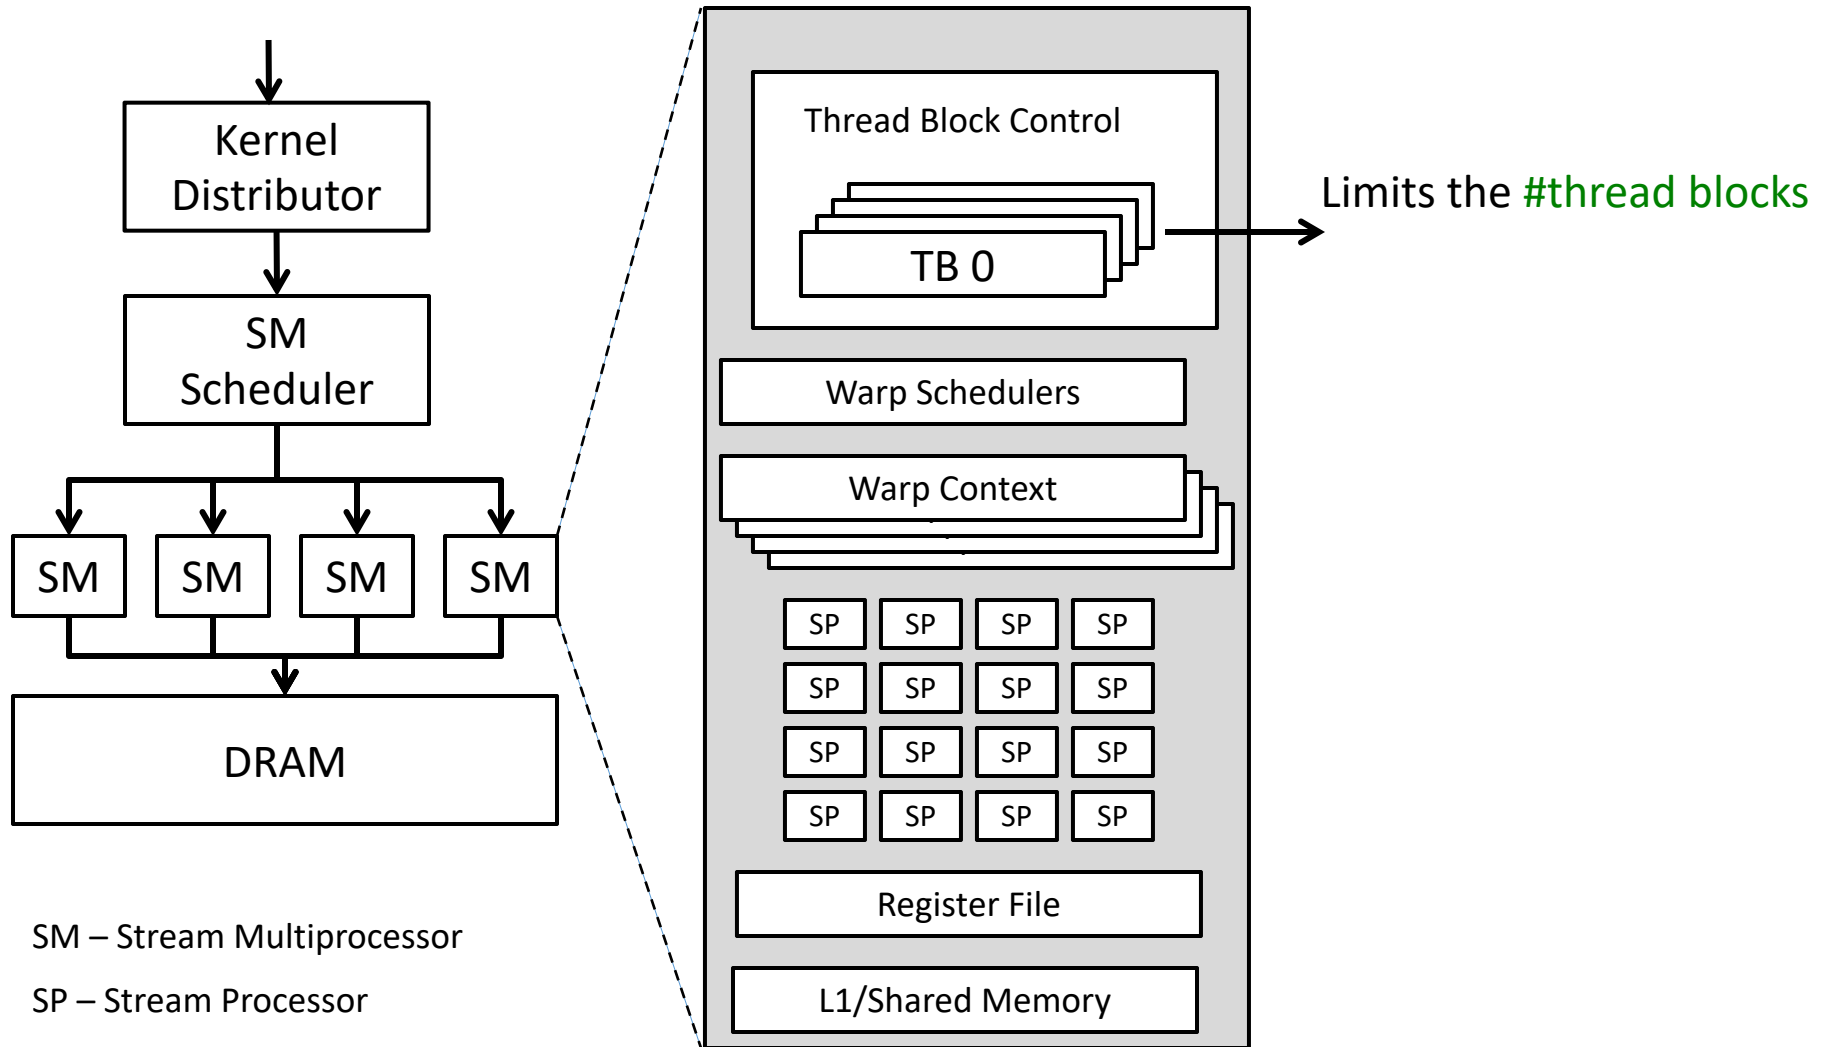 Kernel
Distributor
SM
Scheduler
SM SM SM SM
DRAM
SM – Stream Multiprocessor
SP – Stream Processor
Thread Block Control
TB 0
Limits the #thread blocks
Warp Schedulers
Warp Context
SP SP SP SP
SP SP SP SP
SP SP SP SP
SP SP SP SP
Register File
L1/Shared Memory